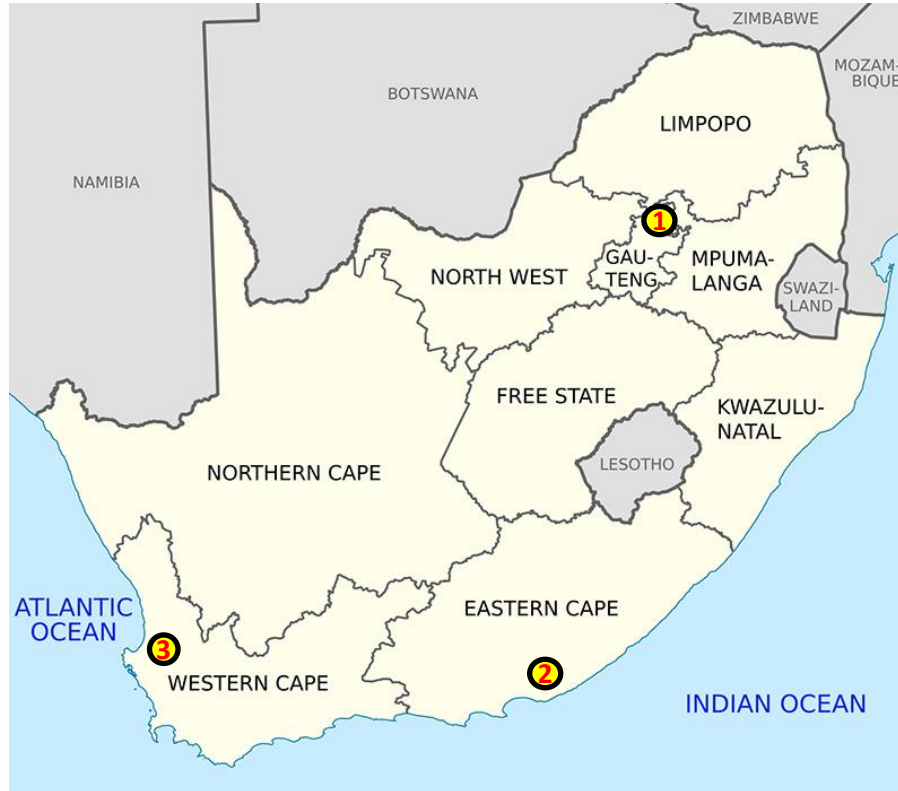 ZIMBABWE
MOZAM-
BIQUE
BOTSWANA
LIMPOPO
NAMIBIA
1
GAU-
TENG
MPUMA-
LANGA
NORTH WEST
SWAZI-
LAND
FREE STATE
KWAZULU-
NATAL
LESOTHO
NORTHERN CAPE
ATLANTIC
OCEAN
EASTERN CAPE
3
WESTERN CAPE
2
INDIAN OCEAN